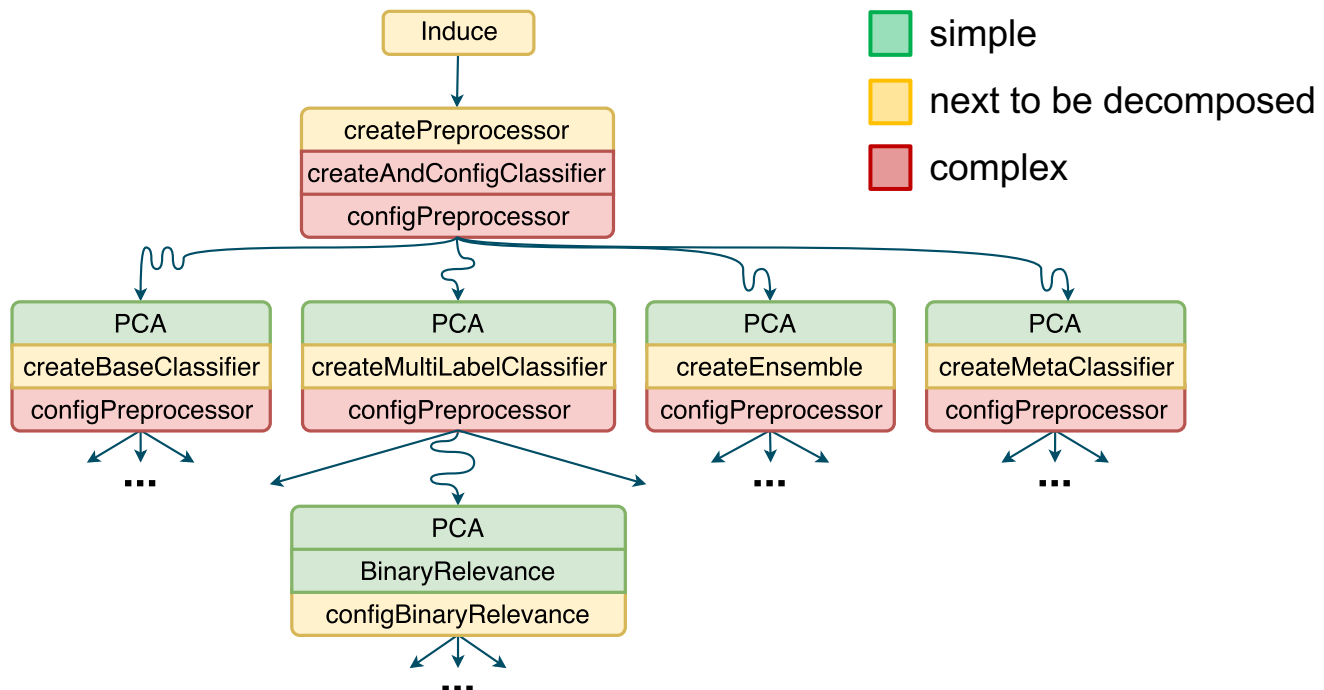 Induce
simple
next to be decomposed
complex
createPreprocessor
createAndConfigClassifier
configPreprocessor
PCA
createBaseClassifier
configPreprocessor
PCA
createMultiLabelClassifier
configPreprocessor
PCA
createEnsemble
configPreprocessor
PCA
createMetaClassifier
configPreprocessor
...
...
...
PCA
BinaryRelevance
configBinaryRelevance
...